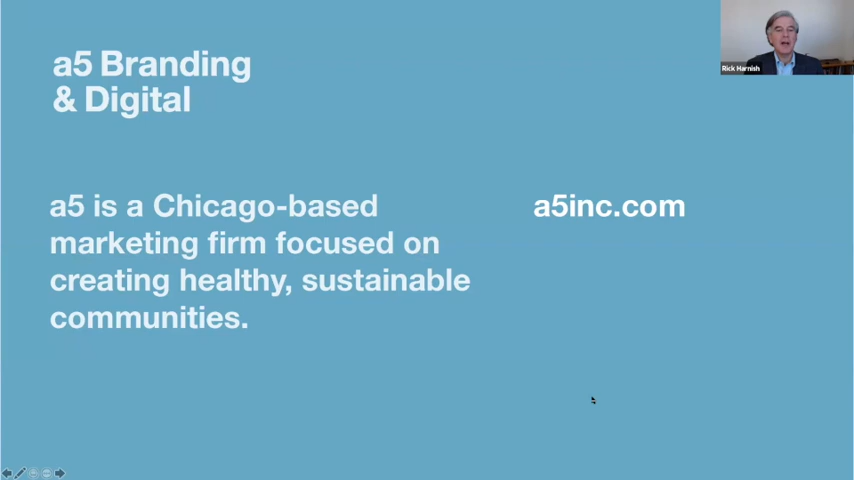 a5 Branding
& Digital
a5 is a Chicago-based
marketing firm focused on
creating healthy, sustainable
communities.
a5inc.com
Rick Harnish